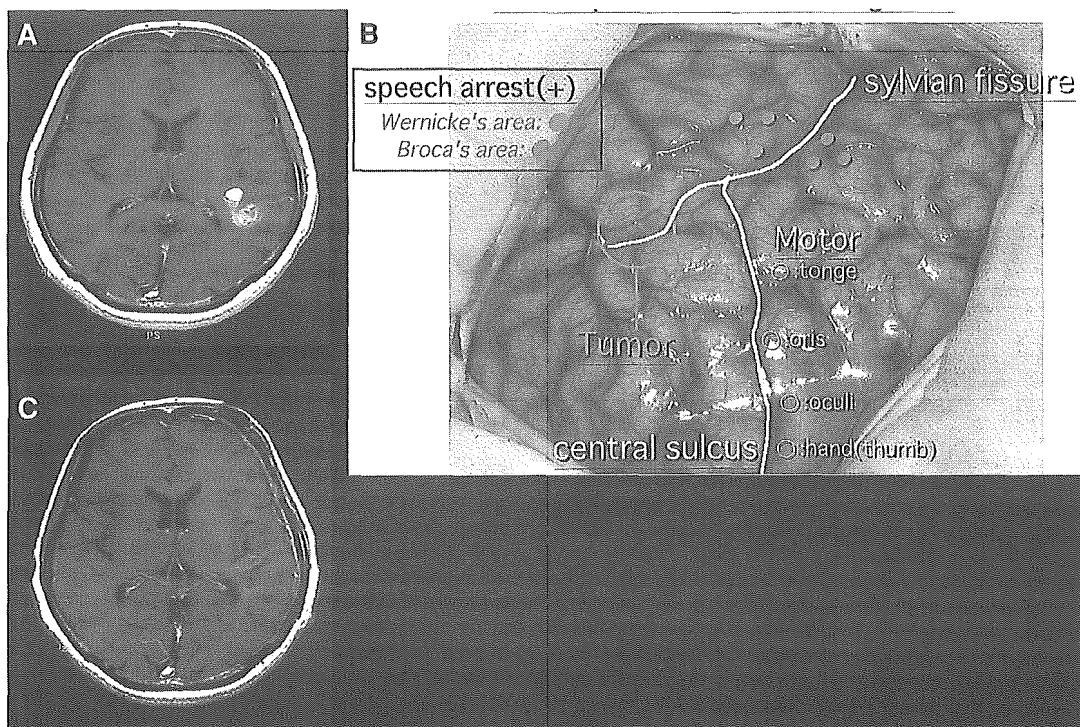 A
B
speech arrest(+)
Wernicke's area:
Broca's area:
sylvian fissure
Motor
:tonge
:oris
Tumor
:oculi
central sulcus
:hand(thumb)
PS
C